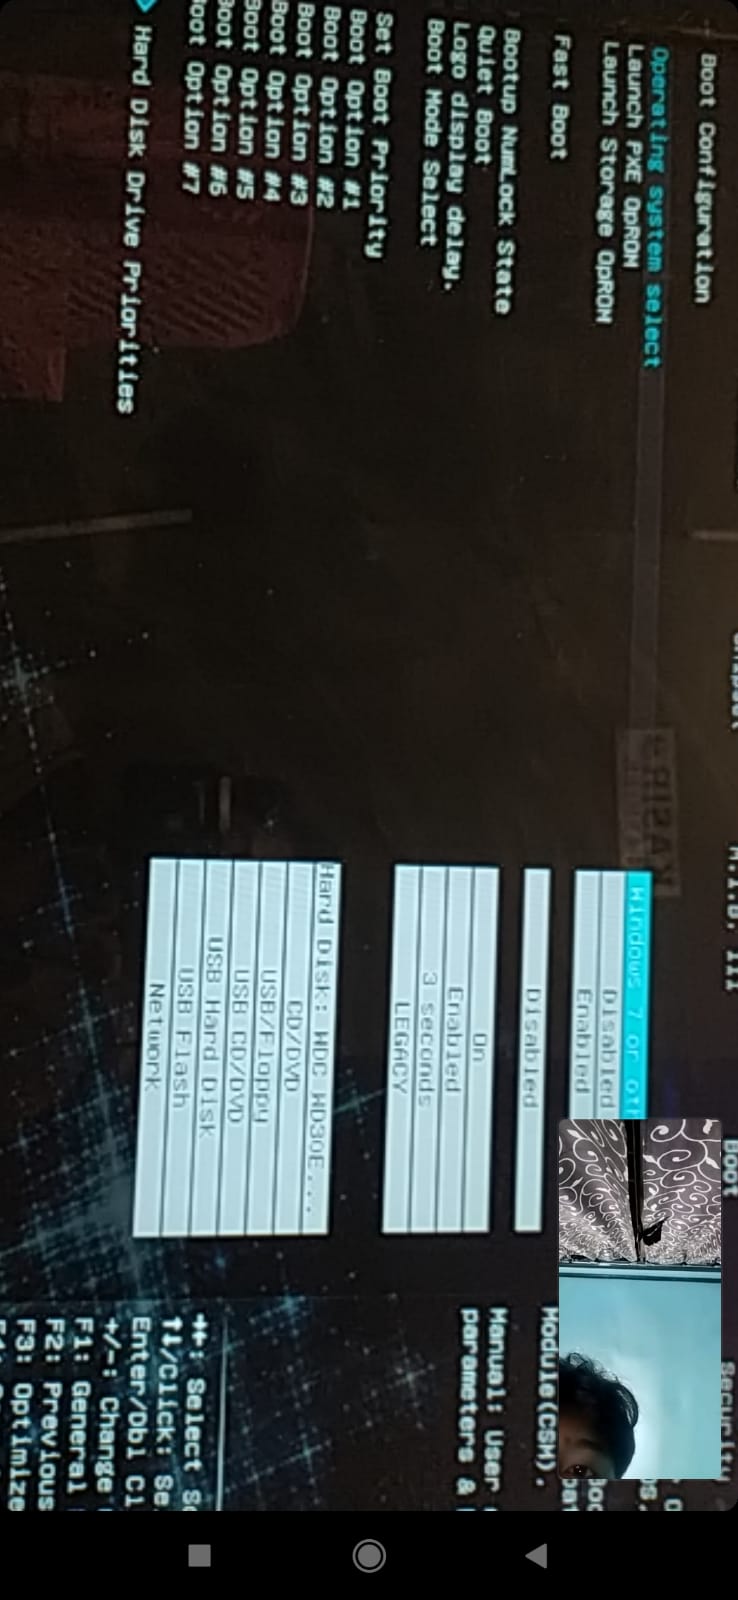 Chipset
M.I.B. III
Boot
Security
Boot Configuration
Operating system select
Windows 7 or oth
Launch PXE OpROM
Disabled
Launch Storage OpROM
Enabled
Fast Boot
Disabled
Bootup NumLock State
On
Quiet Boot
Enabled
Logo display delay.
3 seconds
Boot Mode Select
LEGACY
Set Boot Priority
Boot Option #1
Hard Disk: WDC WD30E...
Boot Option #2
CD/DVD
Boot Option #3
USB/Floppy
Boot Option #4
USB CD/DVD
Boot Option #5
USB Hard Disk
Boot Option #6
USB Flash
Boot Option #7
Network
Hard Disk Drive Priorities
Module(CSM).
Manual: User
parameters &
→←: Select
↑↓/Click: Se
Enter/Dbl Cl
+/-: Change
F1: General
F2: Previous
F3: Optimize